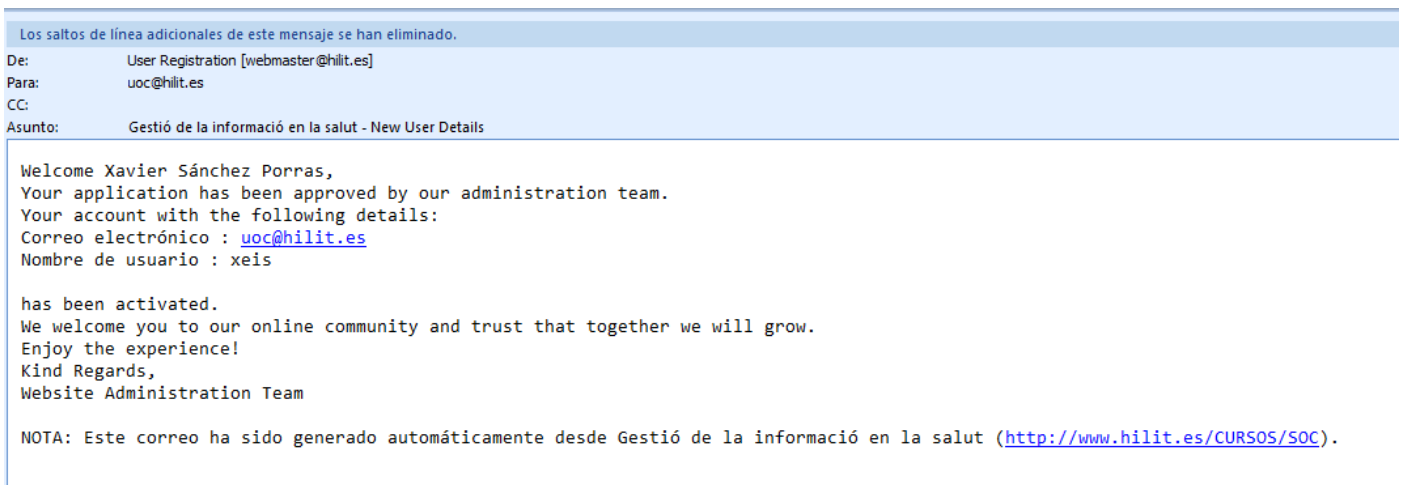 Los saltos de línea adicionales de este mensaje se han eliminado.
De: User Registration [webmaster@hilit.es]
Para: uoc@hilit.es
CC:
Asunto: Gestió de la informació en la salut - New User Details
Welcome Xavier Sánchez Porras,
Your application has been approved by our administration team.
Your account with the following details:
Correo electrónico : uoc@hilit.es
Nombre de usuario : xeis
has been activated.
We welcome you to our online community and trust that together we will grow.
Enjoy the experience!
Kind Regards,
Website Administration Team
NOTA: Este correo ha sido generado automáticamente desde Gestió de la informació en la salut (http://www.hilit.es/CURSOS/SOC).